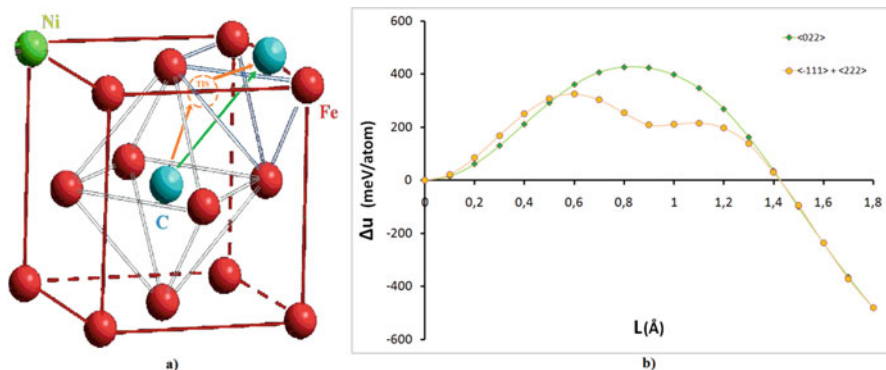 Ni
TIS
Fe
C
a)
600
400
200
0
-200
-400
-600
Δu (meV/atom)
0 0,2 0,4 0,6 0,8 1 1,2 1,4 1,6 1,8
L(Å)
<022>
<-111> + <222>
b)